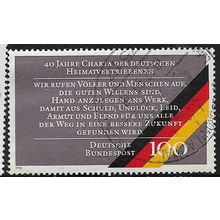 40 JAHRE CHARTA DER DEUTSCHEN
HEIMATVERTRIEBENEN
WIR RUFEN VÖLKER UND MENSCHEN AUF,
DIE GUTEN WILLENS SIND,
HAND ANZULEGEN ANS WERK,
DAMIT AUS SCHULD, UNGLÜCK, LEID,
ARMUT UND ELEND FÜR UNS ALLE
DER WEG IN EINE BESSERE ZUKUNFT
GEFUNDEN WIRD.
DEUTSCHE
BUNDESPOST 100